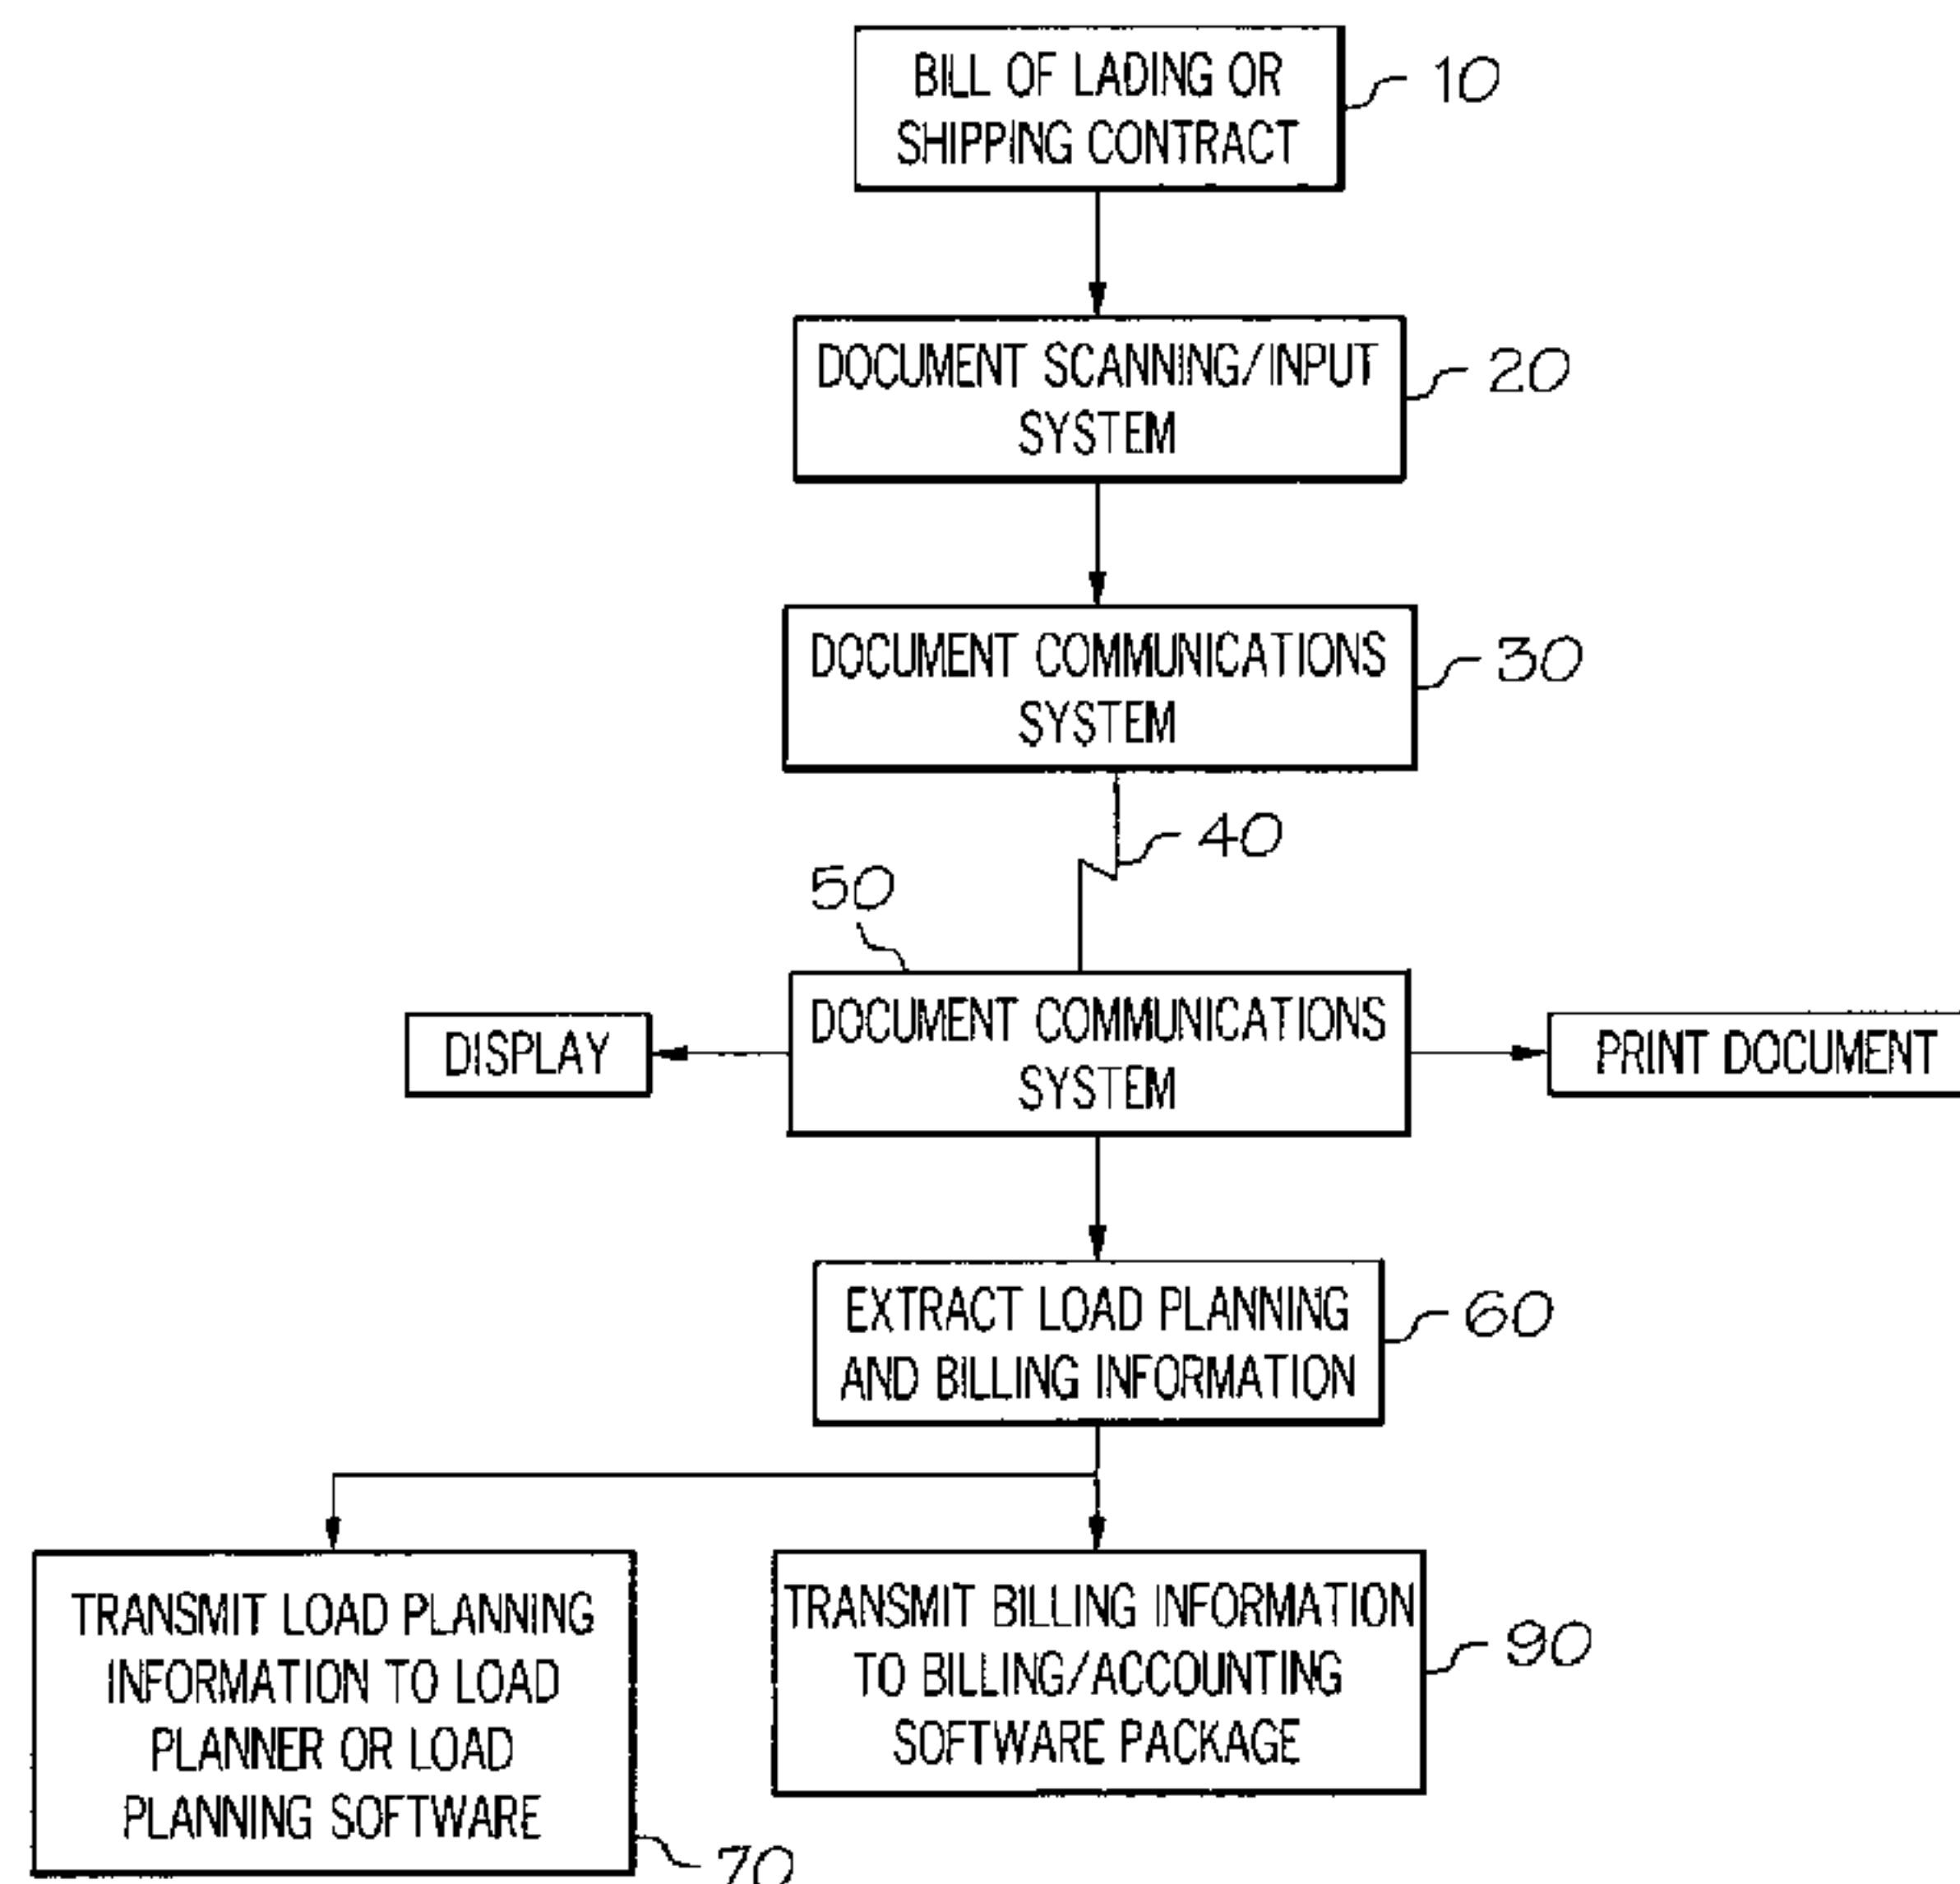 BILL OF LADING OR
SHIPPING CONTRACT
10
DOCUMENT SCANNING/INPUT
SYSTEM
20
DOCUMENT COMMUNICATIONS
SYSTEM
30
40
50
DISPLAY
DOCUMENT COMMUNICATIONS
SYSTEM
PRINT DOCUMENT
EXTRACT LOAD PLANNING
AND BILLING INFORMATION
60
TRANSMIT LOAD PLANNING
INFORMATION TO LOAD
PLANNER OR LOAD
PLANNING SOFTWARE
70
TRANSMIT BILLING INFORMATION
TO BILLING/ACCOUNTING
SOFTWARE PACKAGE
90